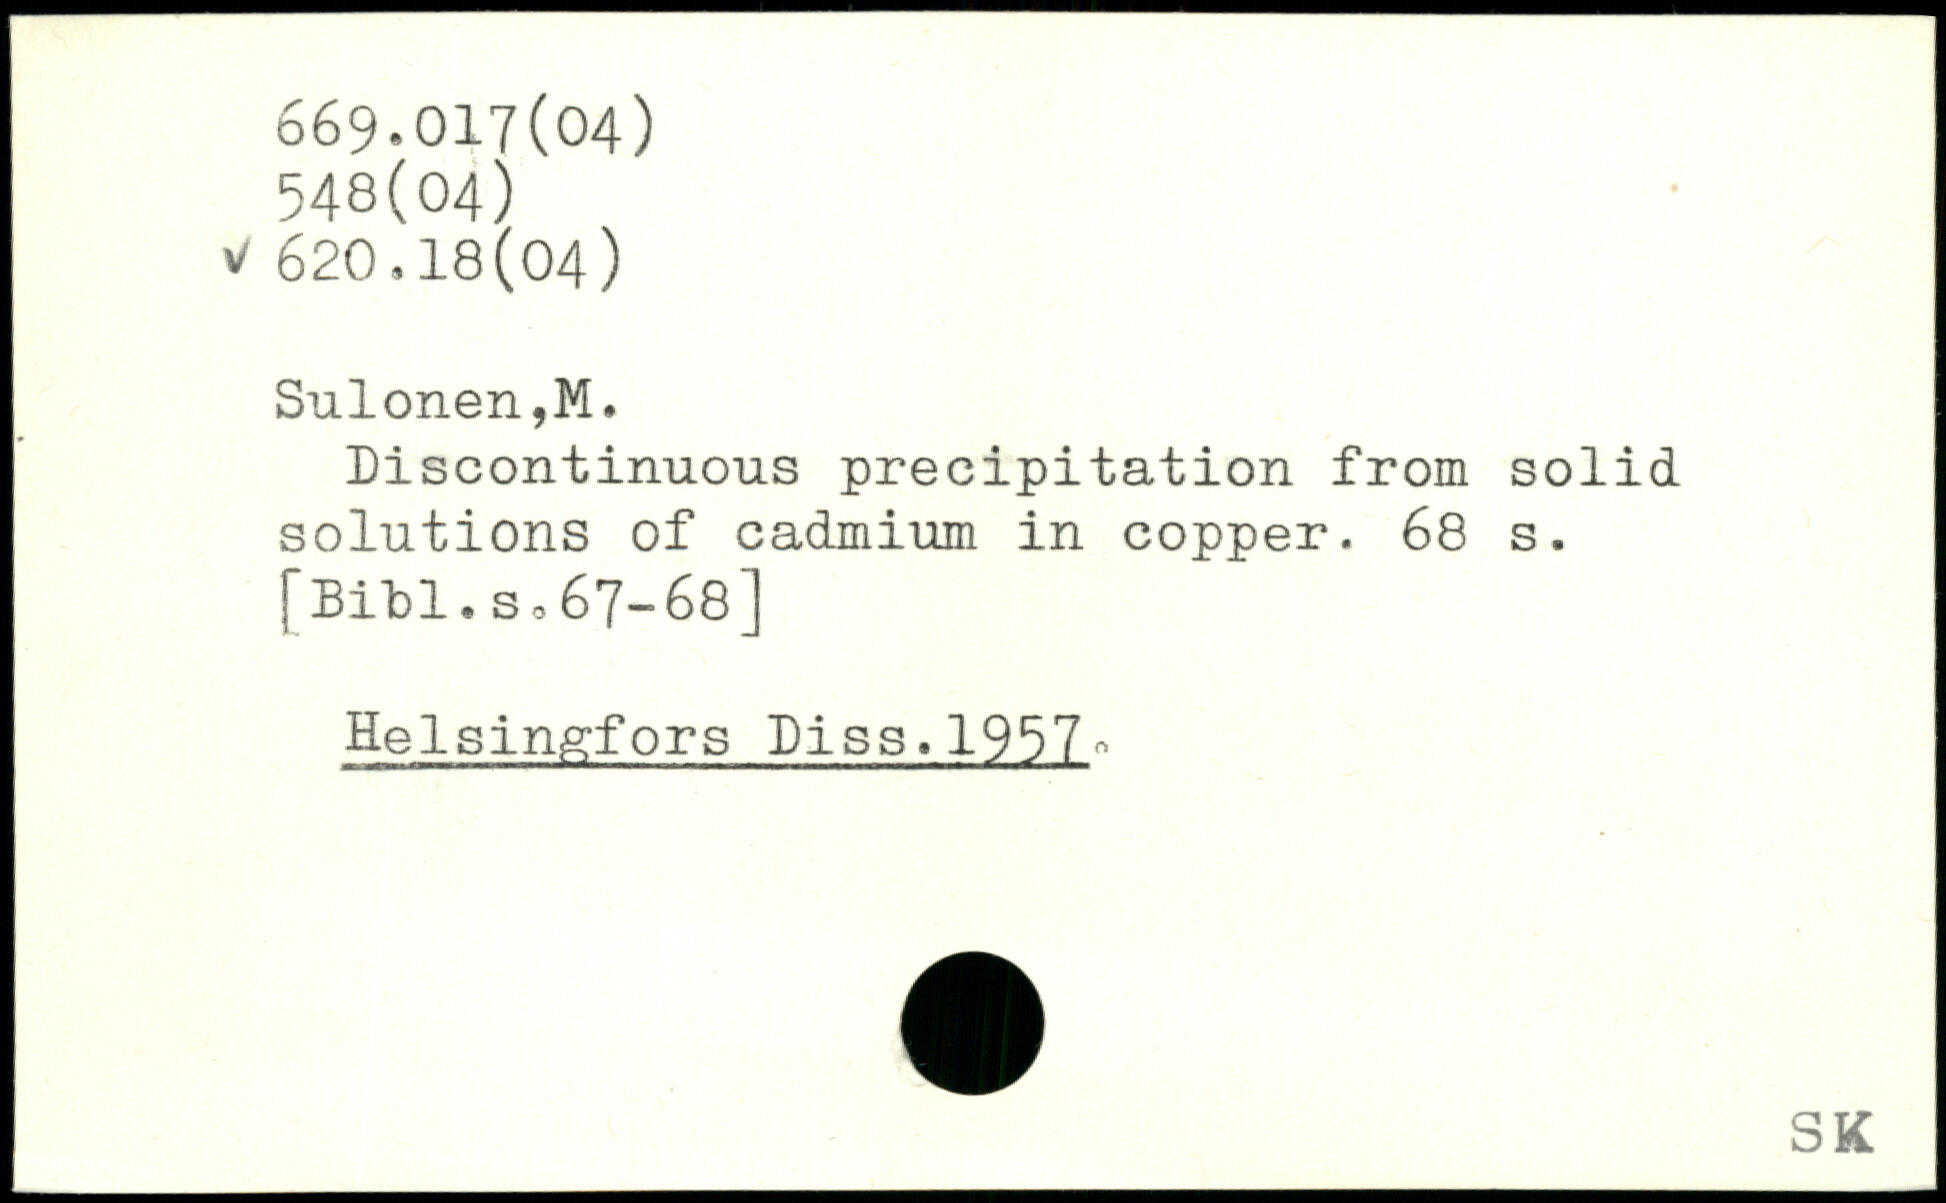 669.017(04)
548(04)
✓ 620.18(04)
Sulonen,M.
Discontinuous precipitation from solid
solutions of cadmium in copper. 68 s.
[Bibl.s.67-68]
Helsingfors Diss.1957.
SK